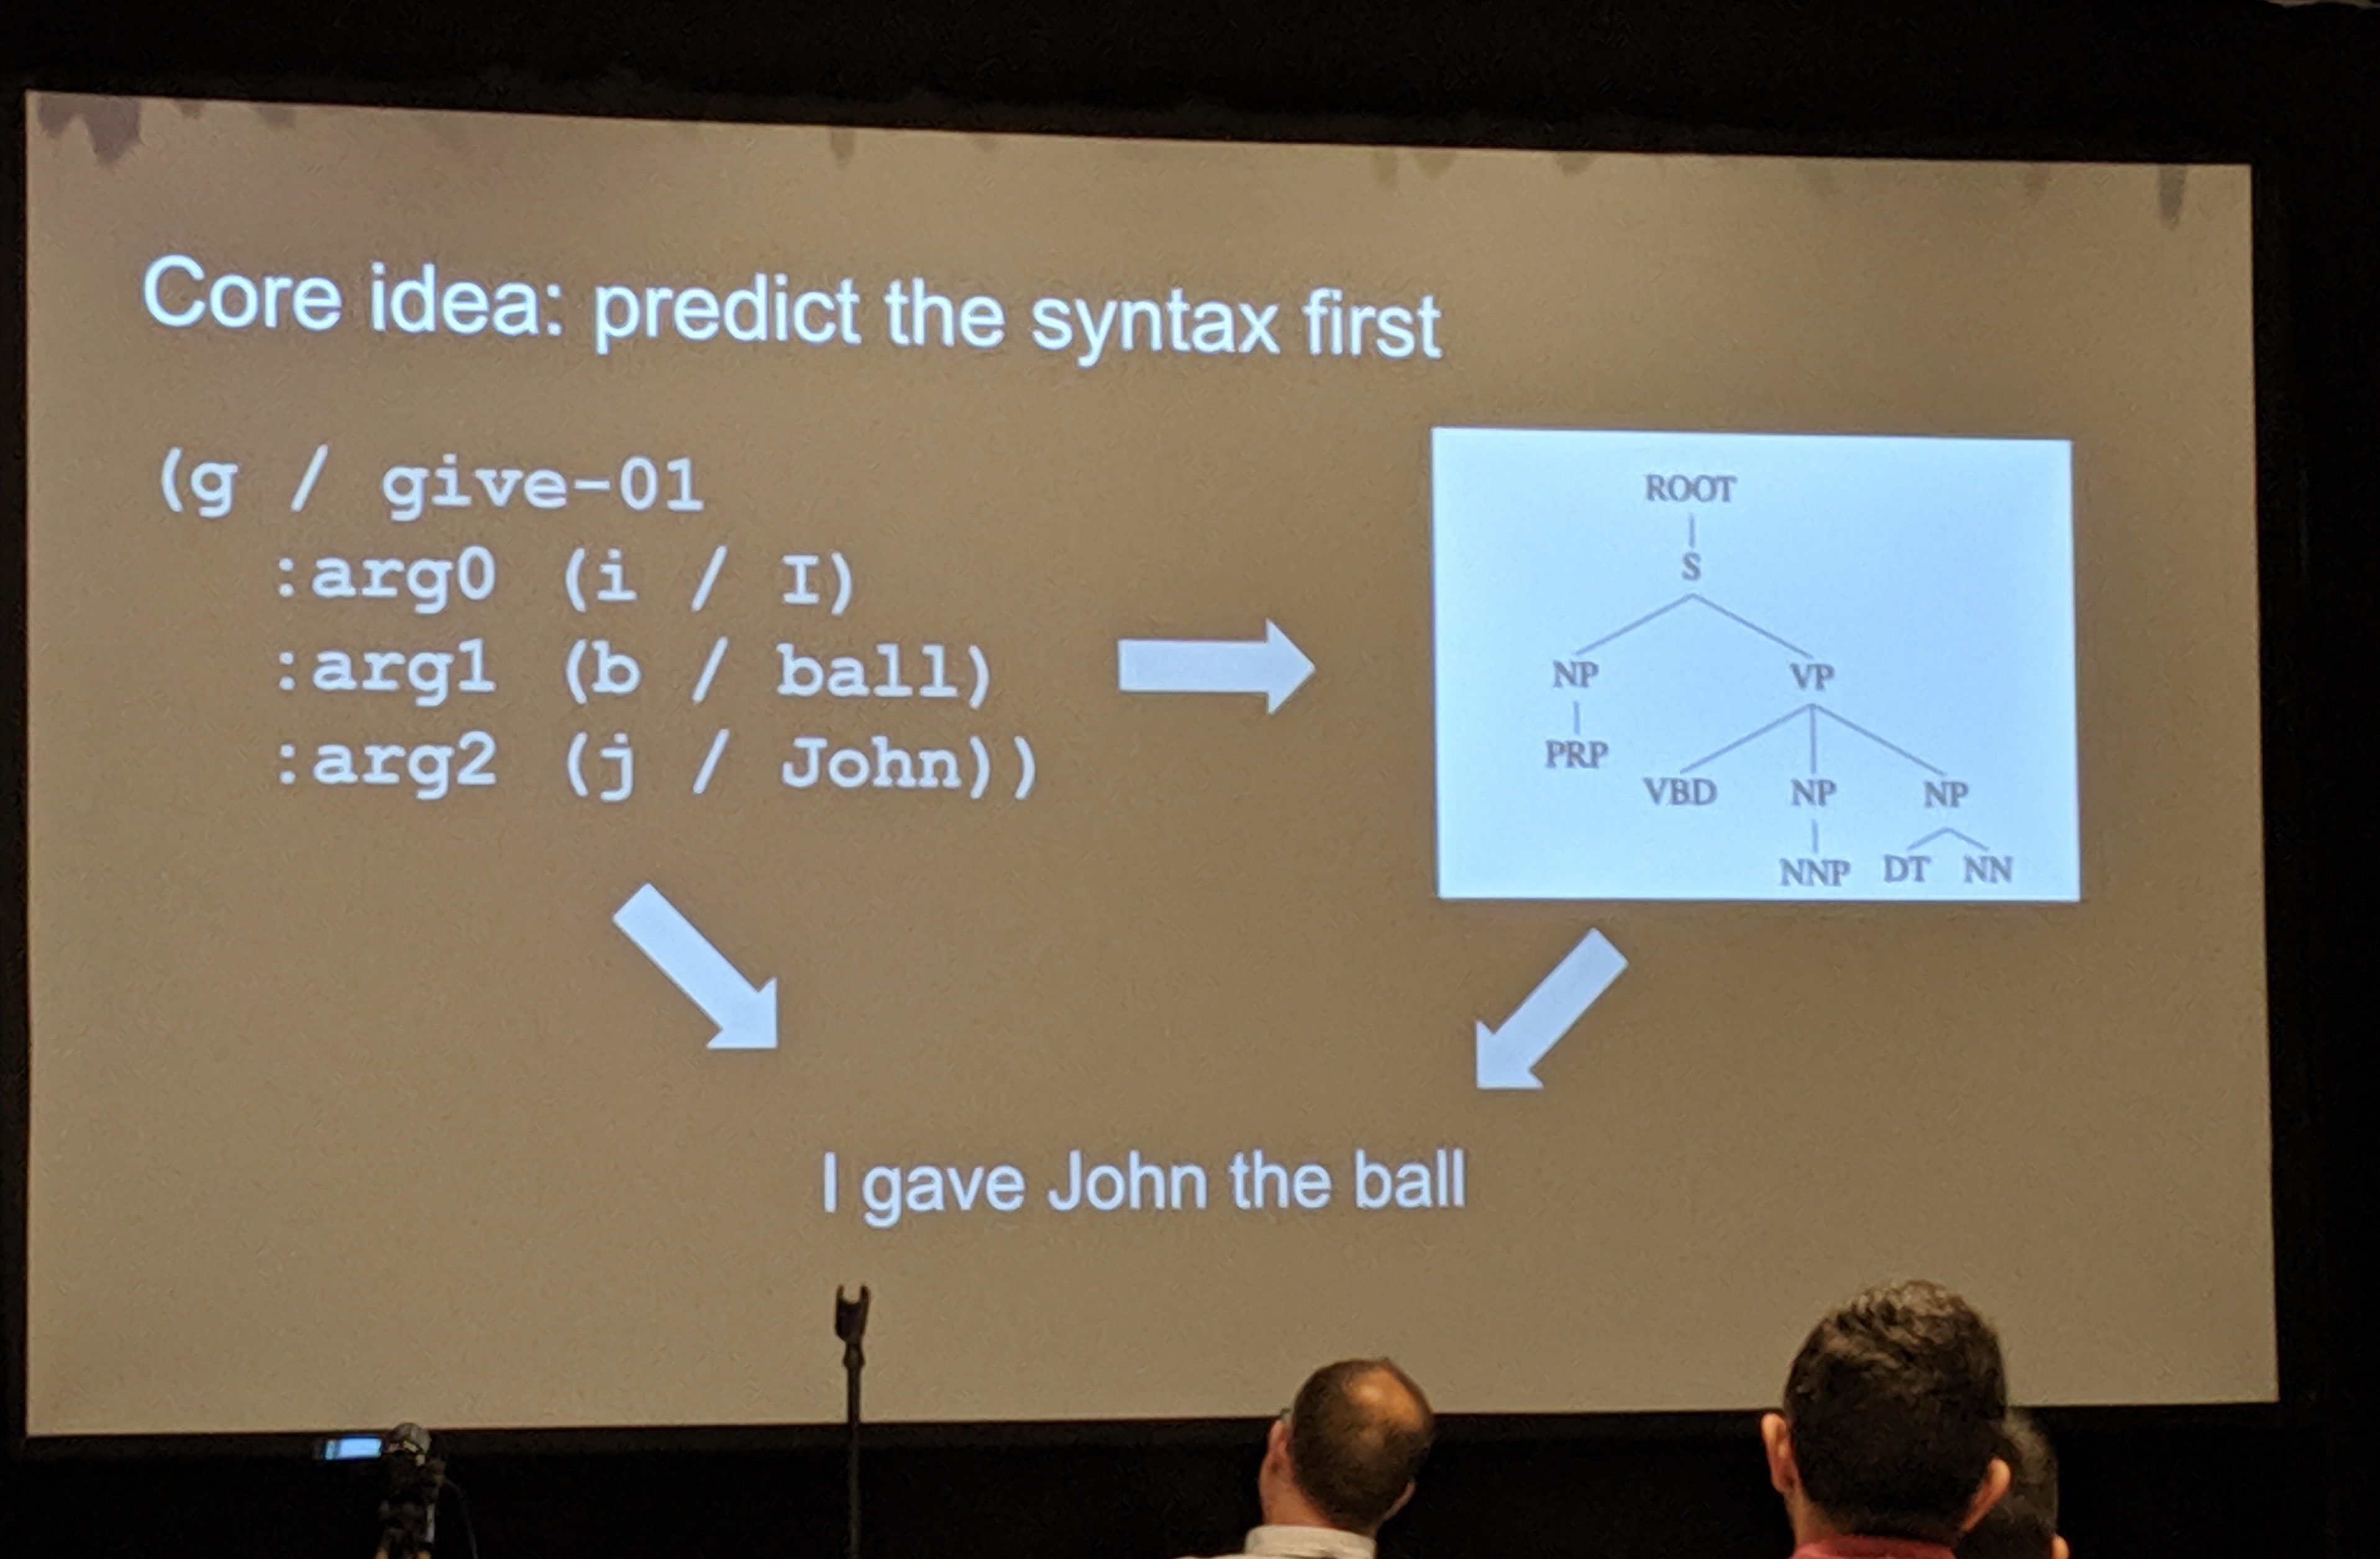 Core idea: predict the syntax first
(g / give-01
:arg0 (i / I)
:arg1 (b / ball)
:arg2 (j / John))
ROOT
S
NP VP
PRP
VBD NP NP
NNP DT NN
I gave John the ball